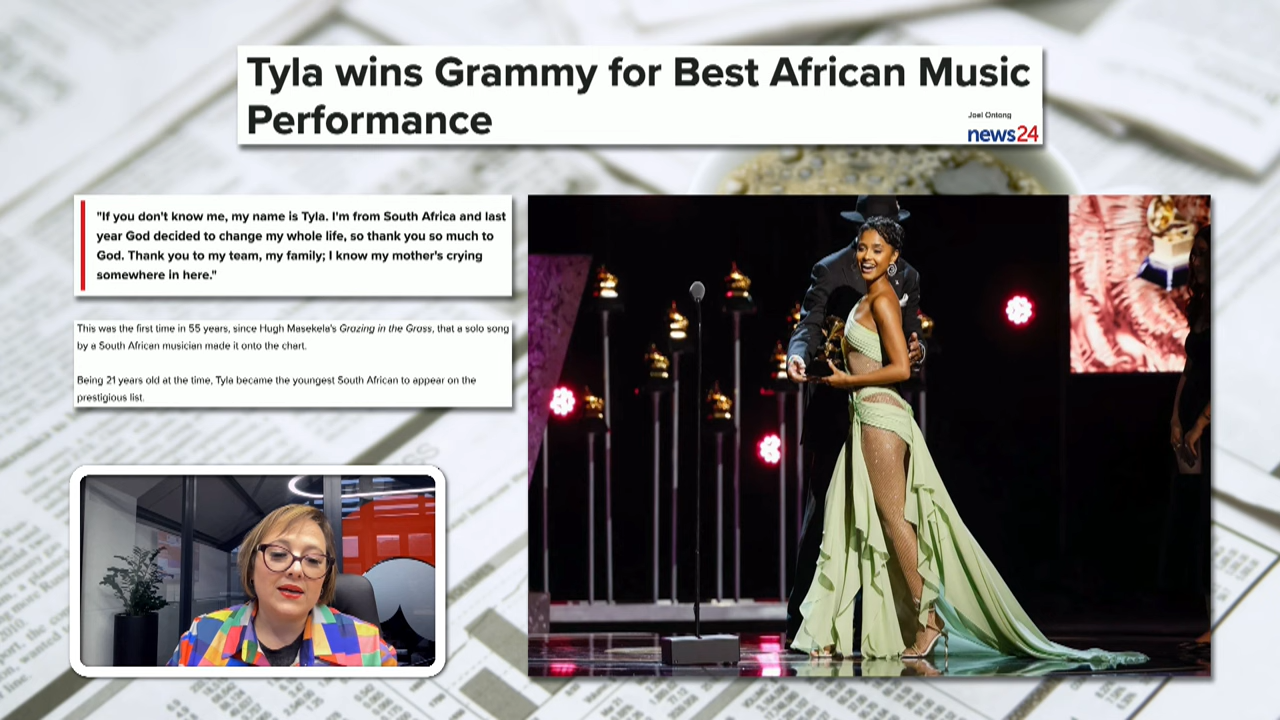 Tyla wins Grammy for Best African Music
Performance
Joel Ontong
news24
"If you don't know me, my name is Tyla. I'm from South Africa and last
year God decided to change my whole life, so thank you so much to
God. Thank you to my team, my family; I know my mother's crying
somewhere in here."
This was the first time in 55 years, since Hugh Masekela's Grazing in the Grass, that a solo song
by a South African musician made it onto the chart.
Being 21 years old at the time, Tyla became the youngest South African to appear on the
prestigious list.